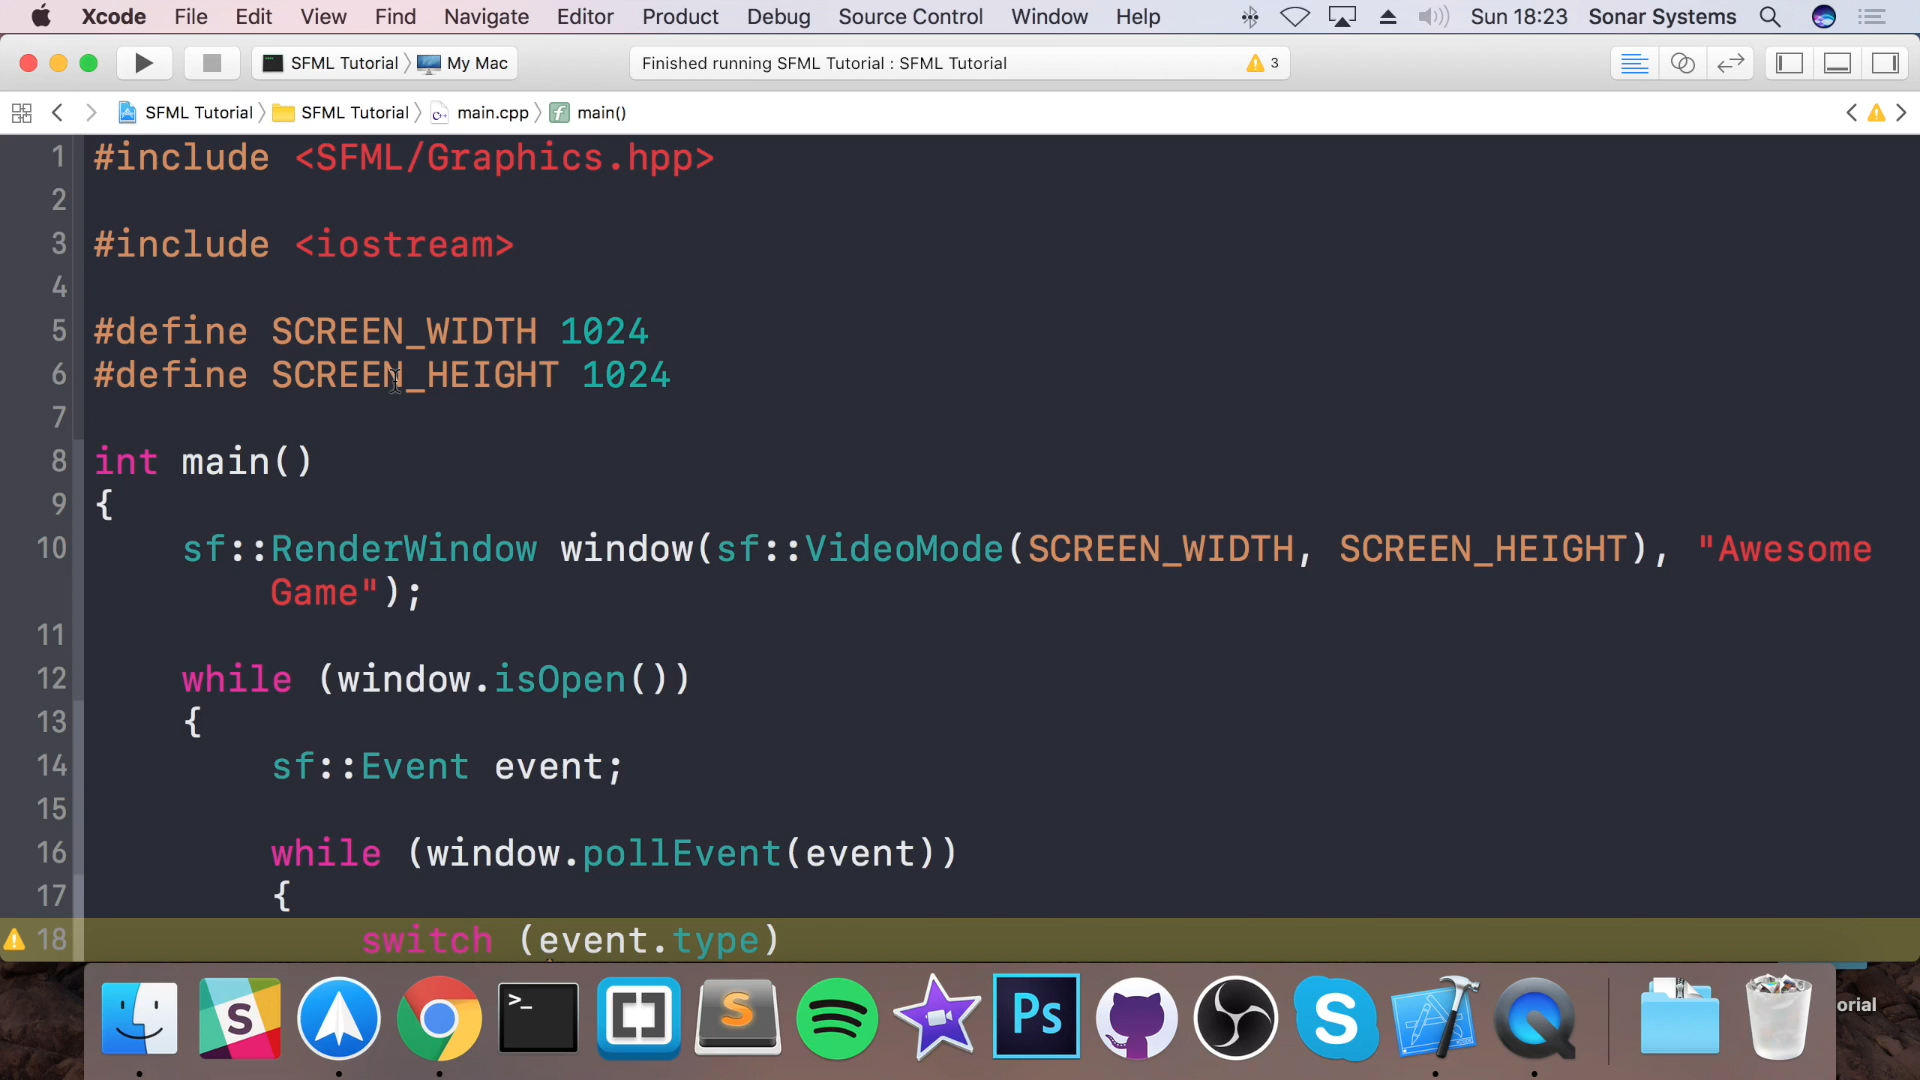 Xcode File Edit View Find Navigate Editor Product Debug Source Control Window Help Sun 18:23 Sonar Systems
SFML Tutorial My Mac Finished running SFML Tutorial : SFML Tutorial 3
SFML Tutorial SFML Tutorial main.cpp main()
1 #include <SFML/Graphics.hpp>
2
3 #include <iostream>
4
5 #define SCREEN_WIDTH 1024
6 #define SCREEN_HEIGHT 1024
7
8 int main()
9 {
10 sf::RenderWindow window(sf::VideoMode(SCREEN_WIDTH, SCREEN_HEIGHT), "Awesome
Game");
11
12 while (window.isOpen())
13 {
14 sf::Event event;
15
16 while (window.pollEvent(event))
17 {
18 switch (event.type)
S >_ S Ps S
orial